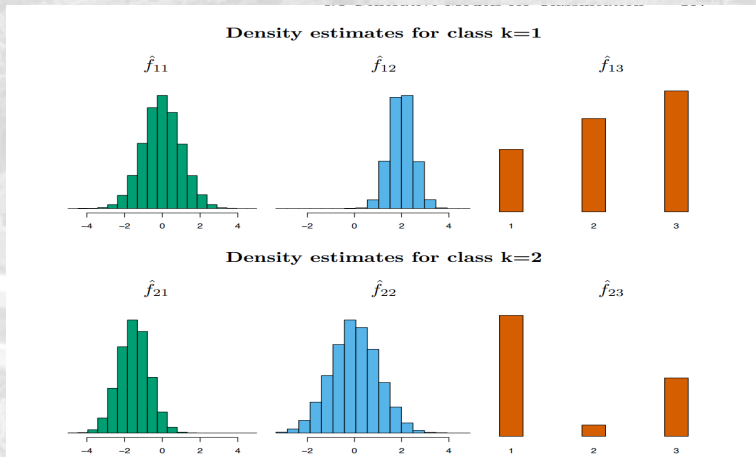 Density estimates for class k=1
f̂₁₁ f̂₁₂ f̂₁₃
−4 −2 0 2 4 −2 0 2 4 1 2 3
Density estimates for class k=2
f̂₂₁ f̂₂₂ f̂₂₃
−4 −2 0 2 4 −2 0 2 4 1 2 3